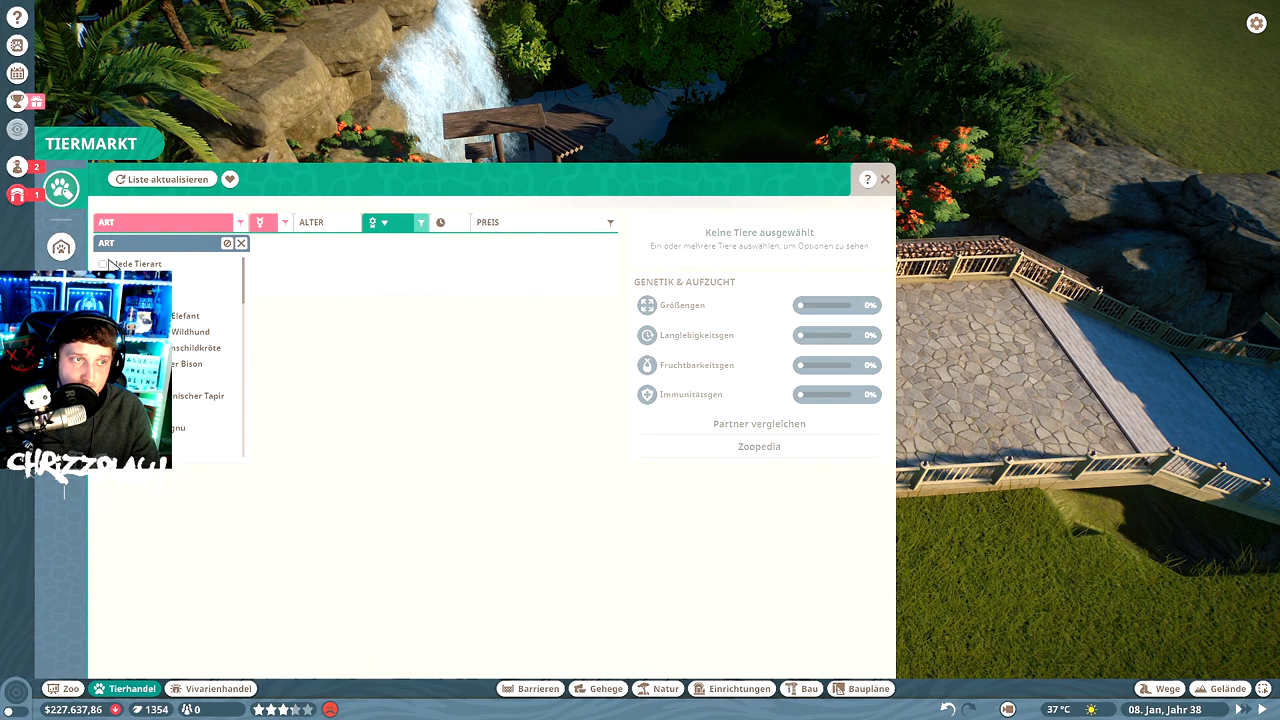 ?
TIERMARKT
2
1
Liste aktualisieren
?
ART
ALTER
PREIS
ART
Jede Tierart
Elefant
Wildhund
nschildkröte
er Bison
nischer Tapir
gnu
Keine Tiere ausgewählt
Ein oder mehrere Tiere auswählen, um Optionen zu sehen
GENETIK & AUFZUCHT
Größengen 0%
Langlebigkeitsgen 0%
Fruchtbarkeitsgen 0%
Immunitätsgen 0%
Partner vergleichen
Zoopedia
CHRIZZPLAY!
Zoo Tierhandel Vivarienhandel Barrieren Gehege Natur Einrichtungen Bau Baupläne Wege Gelände
$227.637,86 1354 0 37 °C 08. Jan, Jahr 38